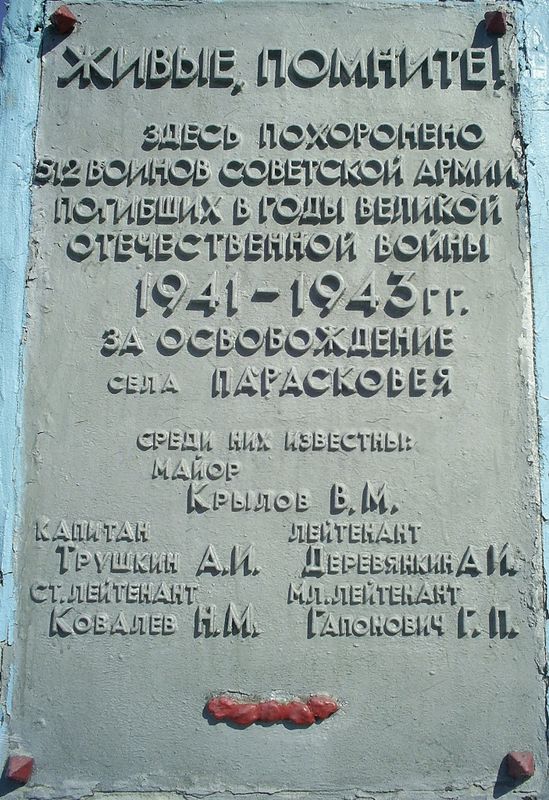 ЖИВЫЕ, ПОМНИТЕ!
ЗДЕСЬ ПОХОРОНЕНО
512 ВОИНОВ СОВЕТСКОЙ АРМИИ,
ПОГИБШИХ В ГОДЫ ВЕЛИКОЙ
ОТЕЧЕСТВЕННОЙ ВОЙНЫ
1941-1943 гг.
ЗА ОСВОБОЖДЕНИЕ
СЕЛА ПАРАСКОВЕЯ
СРЕДИ НИХ ИЗВЕСТНЫ:
МАЙОР
КРЫЛОВ В.М.
КАПИТАН ЛЕЙТЕНАНТ
ТРУШКИН А.И. ДЕРЕВЯНКИН А.И.
СТ. ЛЕЙТЕНАНТ МЛ. ЛЕЙТЕНАНТ
КОВАЛЕВ Н.М. ГАПОНОВИЧ Г.П.